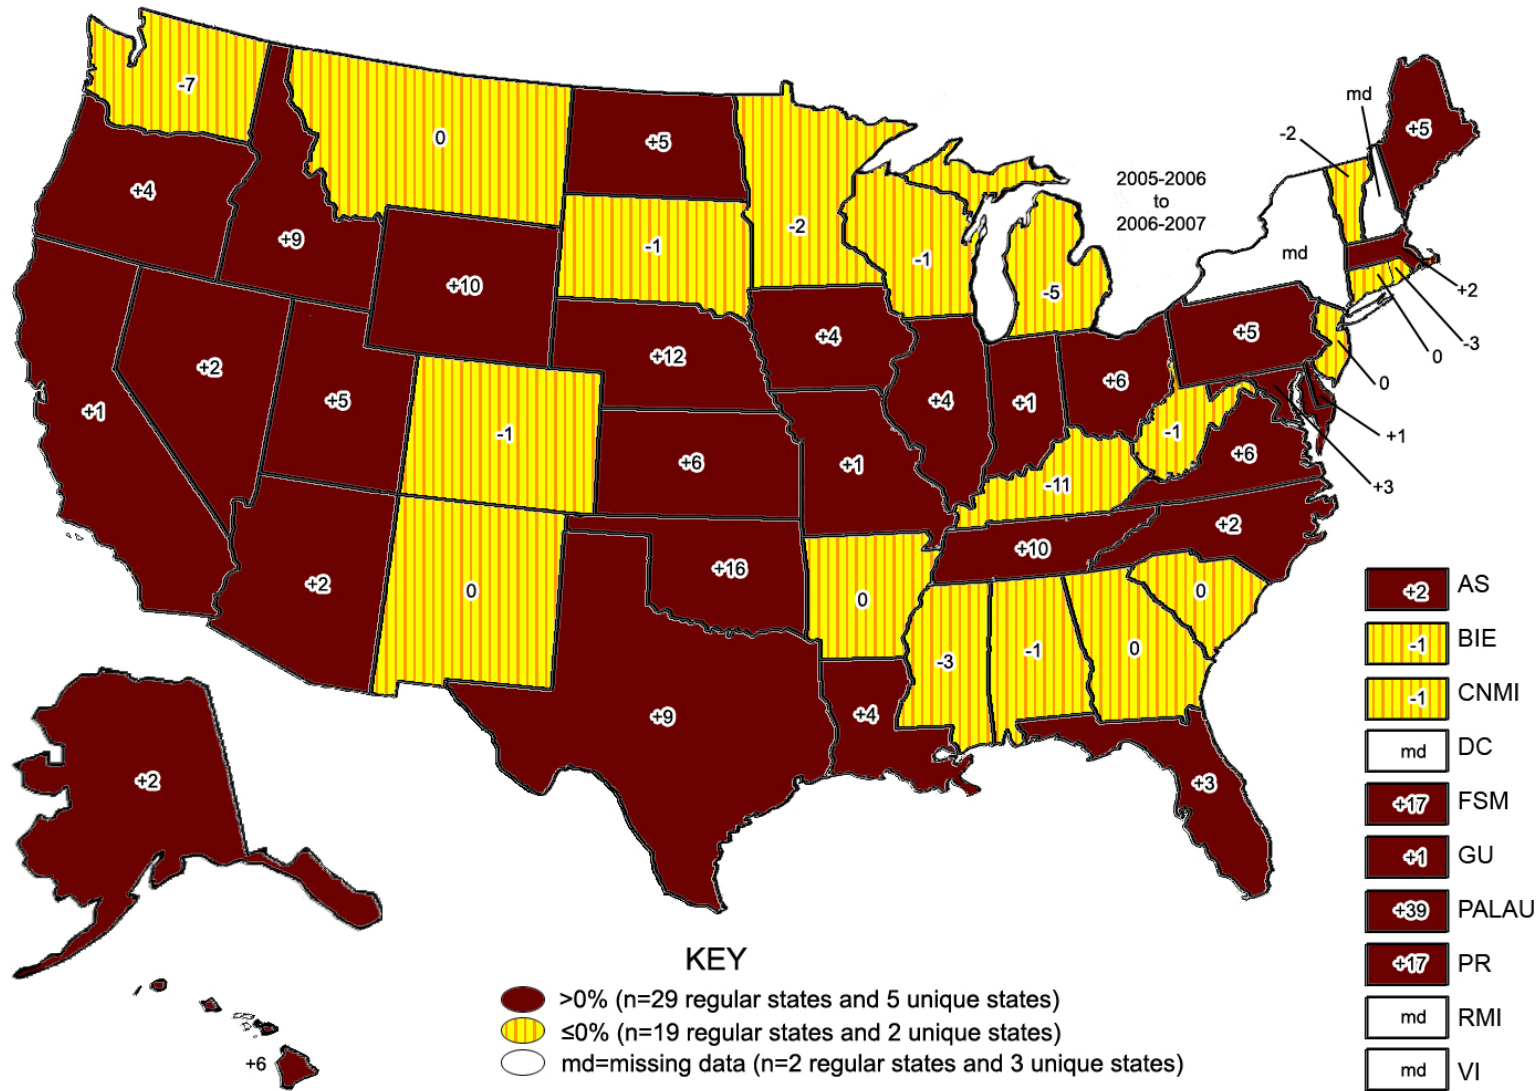 md
-7
+5
+5
-2
0
2005-2006
to
2006-2007
+4
-2
+9
-1
-1
md
+10
-5
+2
+5
-3
+4
+12
0
+2
+6
0
+5
+1
+4
+1
-1
-1
+1
+6
+6
+1
+3
-11
+2
+10
+16
+2
0
0
0
-3
-1
0
+9
+4
+2
+3
+6
+2 AS
-1 BIE
-1 CNMI
md DC
+17 FSM
+1 GU
+39 PALAU
+17 PR
md RMI
md VI
KEY
>0% (n=29 regular states and 5 unique states)
≤0% (n=19 regular states and 2 unique states)
md=missing data (n=2 regular states and 3 unique states)